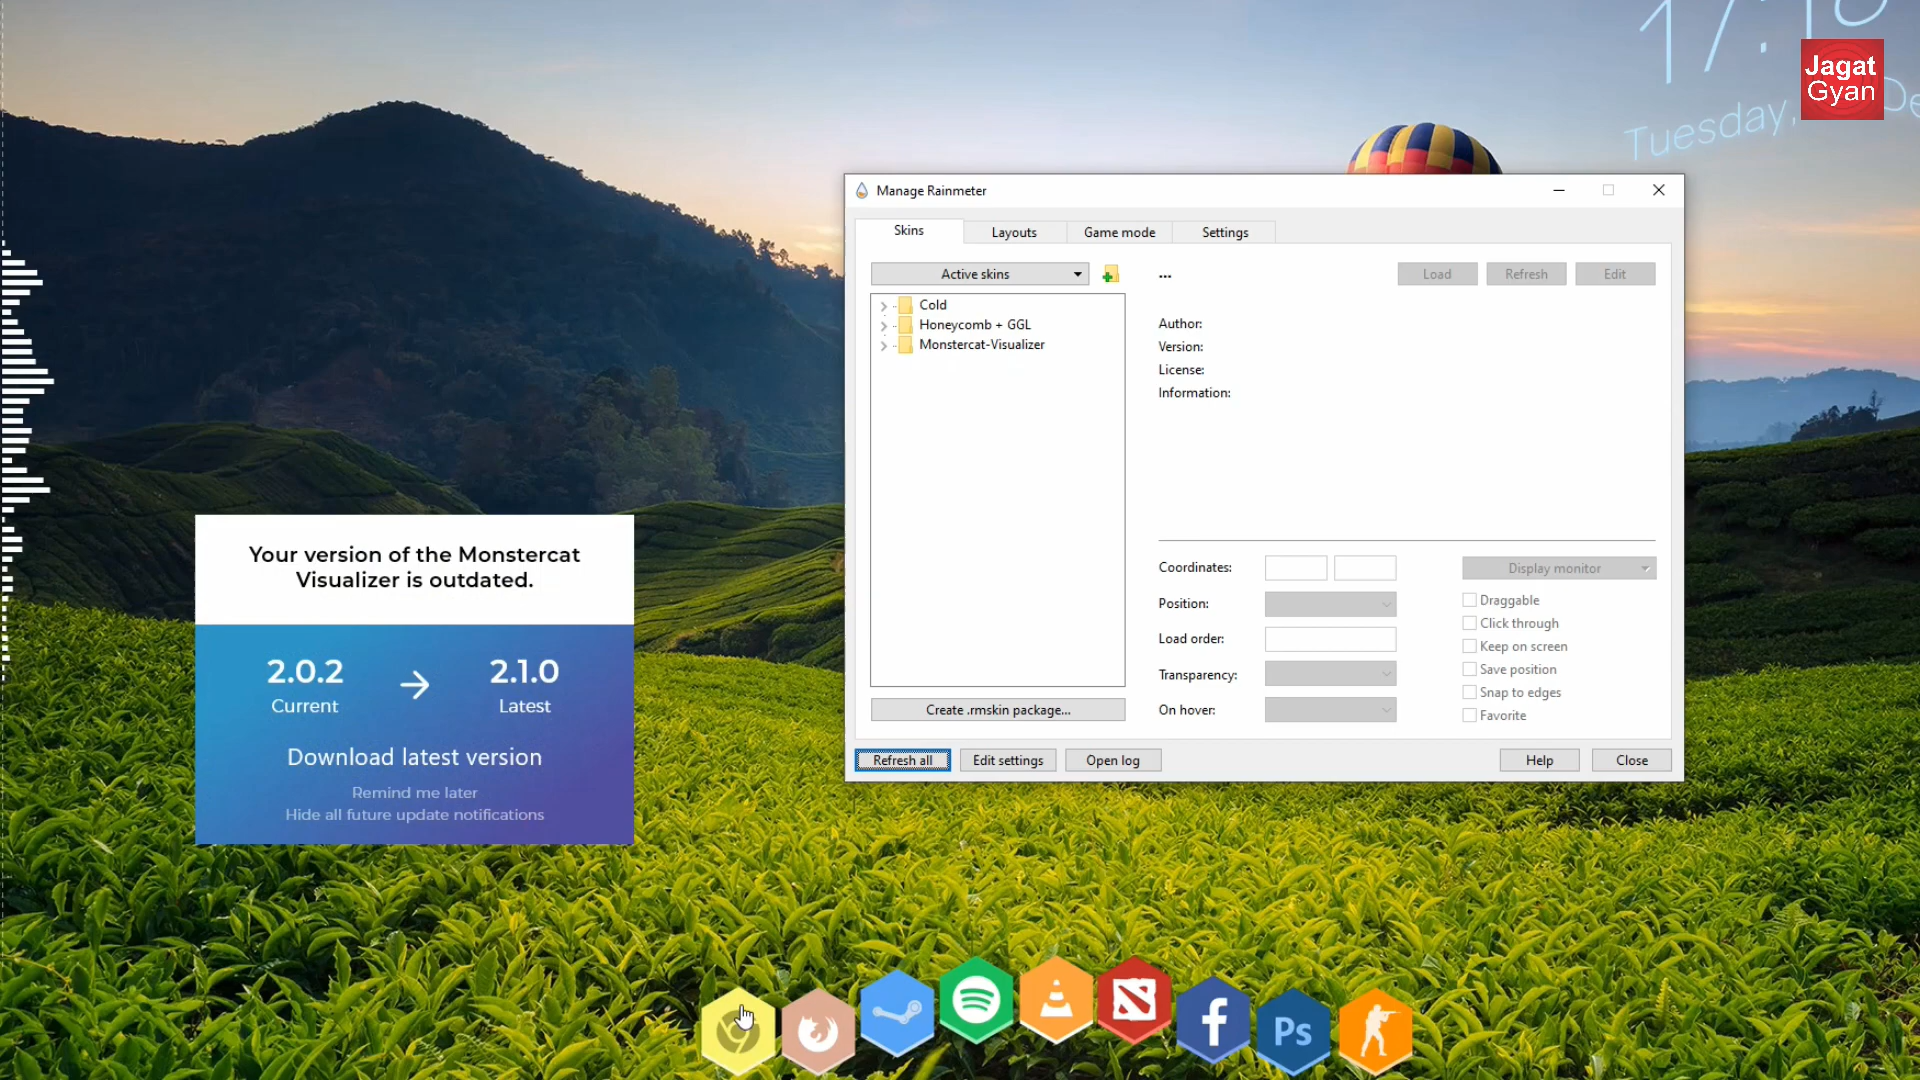 Jagat
Gyan
Tuesday,
Manage Rainmeter
Skins
Layouts
Game mode
Settings
Active skins
...
Load
Refresh
Edit
Cold
Honeycomb + GGL
Monstercat-Visualizer
Author:
Version:
License:
Information:
Coordinates:
Display monitor
Position:
Load order:
Transparency:
On hover:
Draggable
Click through
Keep on screen
Save position
Snap to edges
Favorite
Create .rmskin package...
Refresh all
Edit settings
Open log
Help
Close
Your version of the Monstercat
Visualizer is outdated.
2.0.2
Current
2.1.0
Latest
Download latest version
Remind me later
Hide all future update notifications
Ps